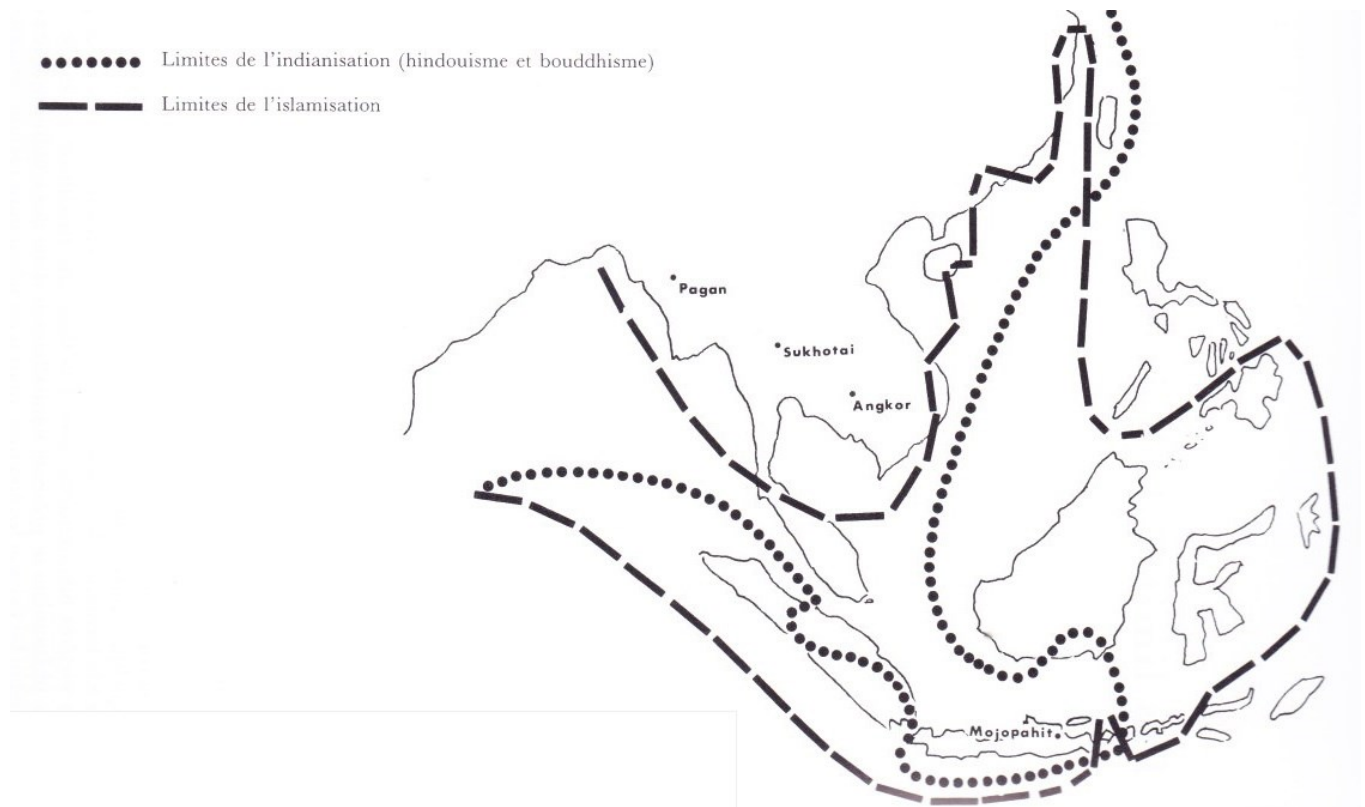 Limites de l'indianisation (hindouisme et bouddhisme)
Limites de l'islamisation
Pagan
Sukhotai
Angkor
Mojopahit